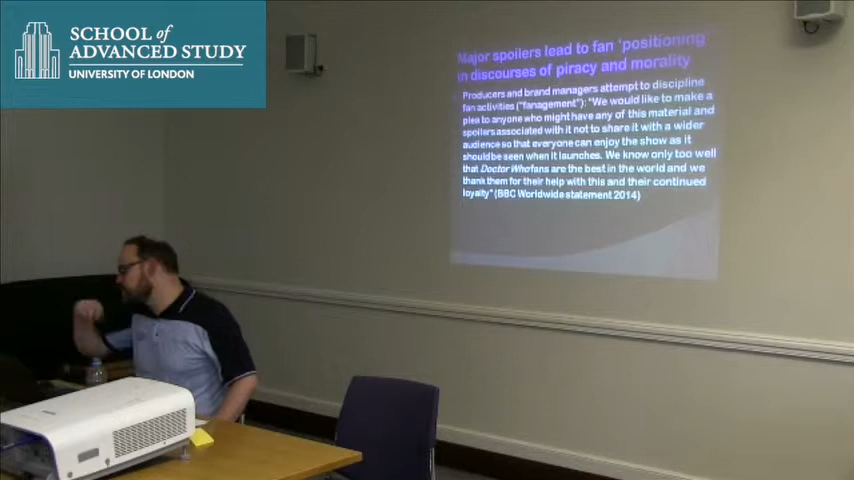 SCHOOL of
ADVANCED STUDY
UNIVERSITY OF LONDON
Major spoilers lead to fan ‘positioning
in discourses of piracy and morality
Producers and brand managers attempt to discipline
fan activities (“fanagement”): “We would like to make a
plea to anyone who might have any of this material and
spoilers associated with it not to share it with a wider
audience so that everyone can enjoy the show as it
should be seen when it launches. We know only too well
that Doctor Who fans are the best in the world and we
thank them for their help with this and their continued
loyalty” (BBC Worldwide statement 2014)